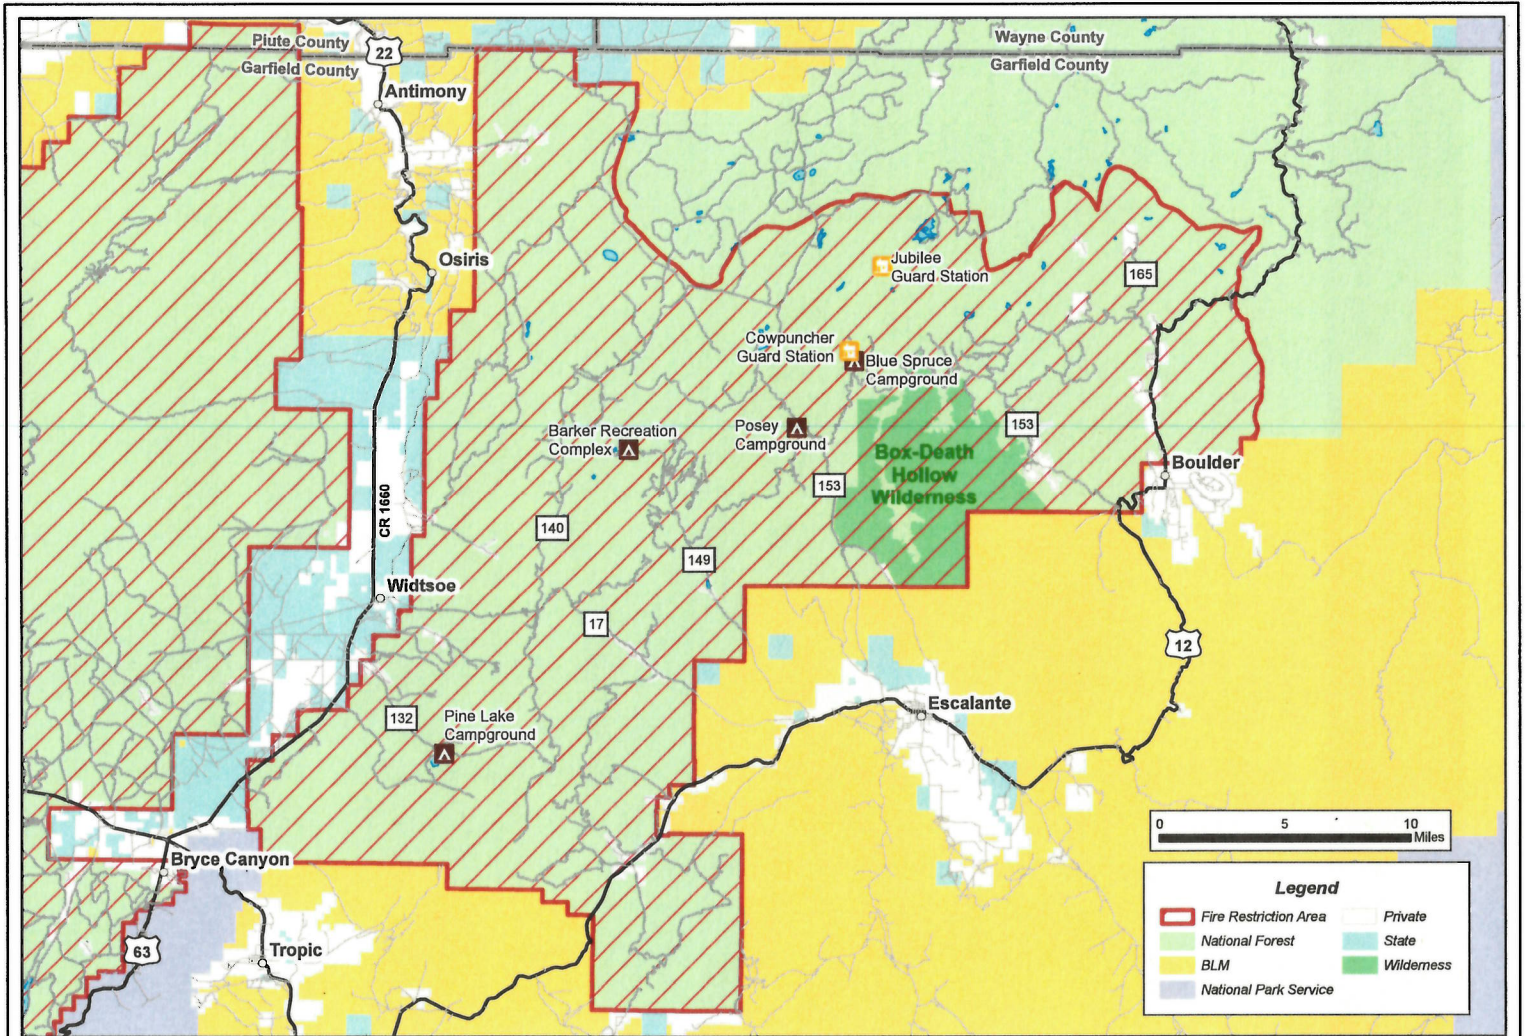 Piute County
22
Garfield County
Wayne County
Garfield County
Antimony
Osiris
Jubilee
Guard Station
165
Cowpuncher
Guard Station
Blue Spruce
Campground
Barker Recreation
Complex
Posey
Campground
153
Box-Death
Hollow
Wilderness
153
Boulder
CR 1660
140
149
Widtsoe
17
12
132
Pine Lake
Campground
Escalante
Bryce Canyon
63
Tropic
0 5 10
Miles
Legend
Fire Restriction Area
Private
National Forest
State
BLM
Wilderness
National Park Service